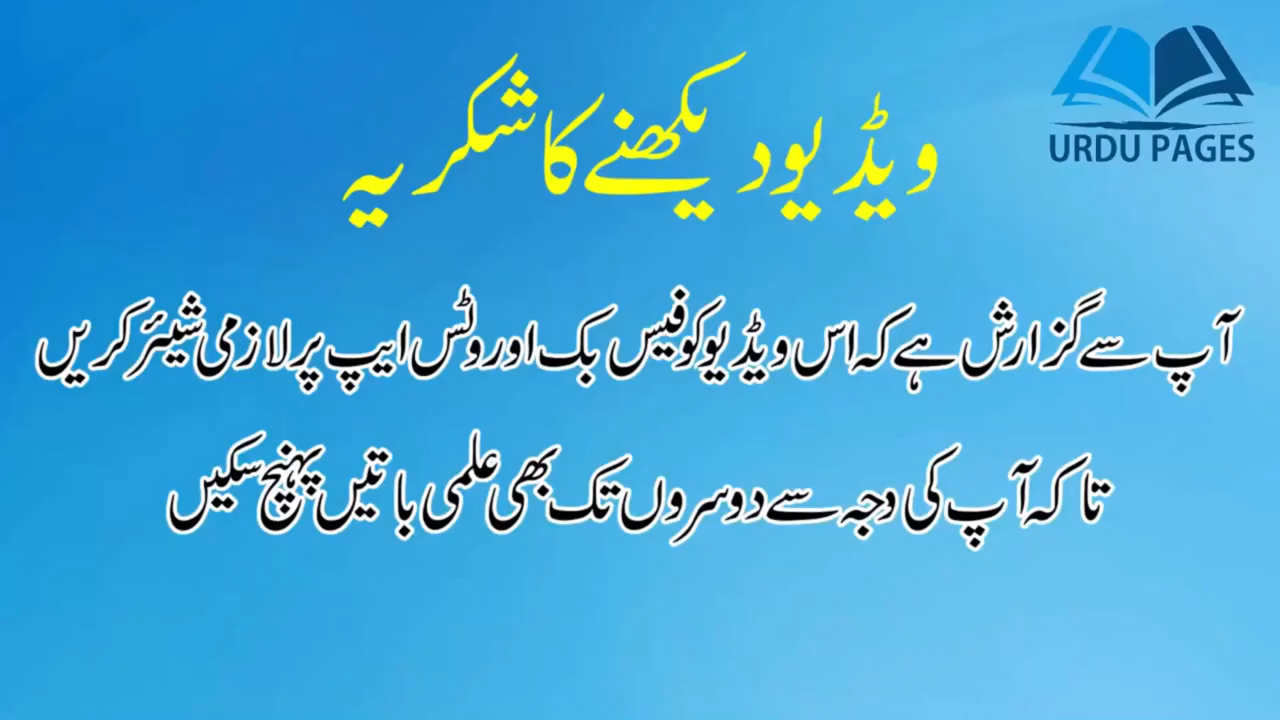 URDU PAGES
ویڈیو دیکھنے کا شکریہ
آپ سے گزارش ہے کہ اس ویڈیو کو فیس بک اور وٹس ایپ پر لازمی شیئر کریں
تاکہ آپ کی وجہ سے دوسروں تک بھی علمی باتیں پہنچ سکیں